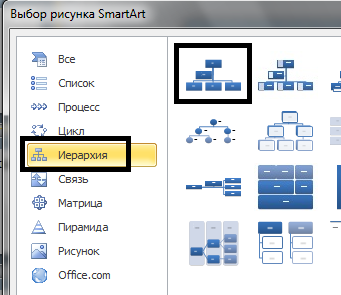 Выбор рисунка SmartArt
Все
Список
Процесс
Цикл
Иерархия
Связь
Матрица
Пирамида
Рисунок
Office.com